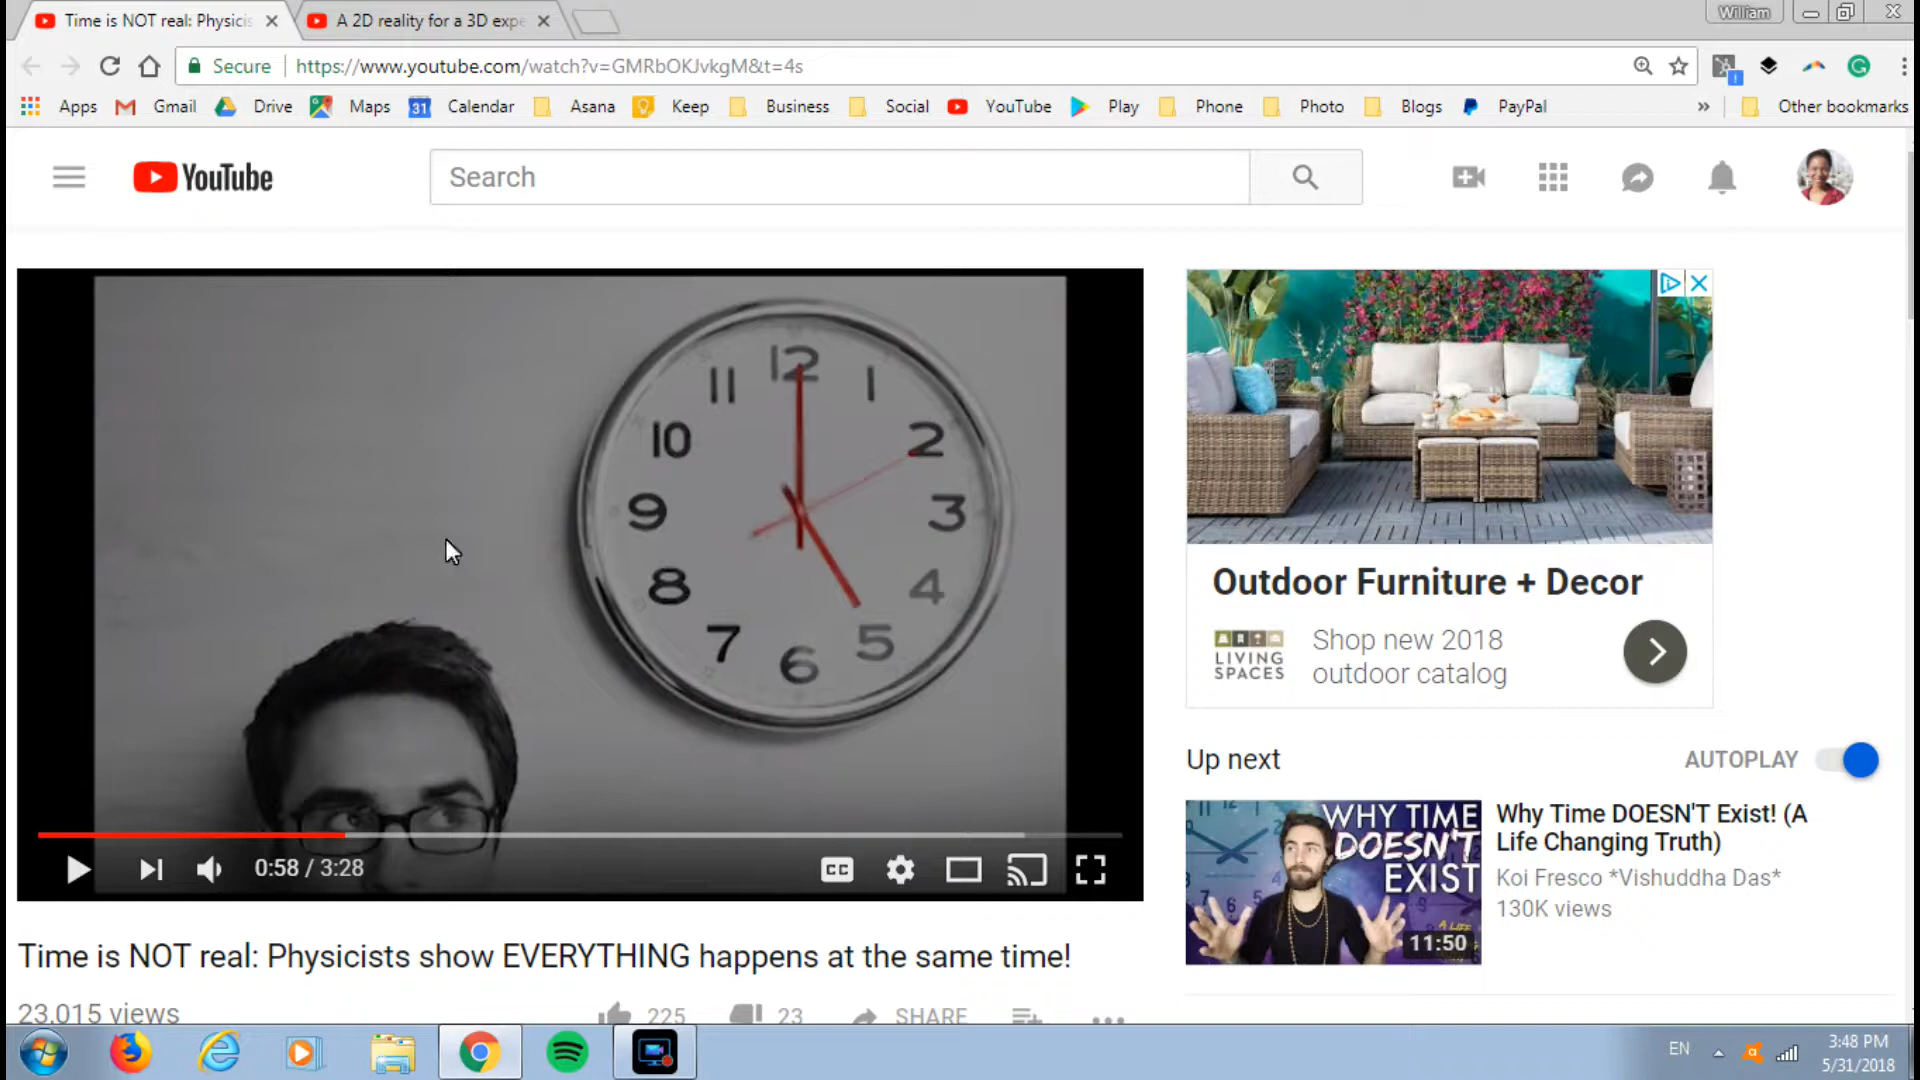 Time is NOT real: Physicis
A 2D reality for a 3D expe
William
Secure
https://www.youtube.com/watch?v=GMRbOKJvkgM&t=4s
Apps
Gmail
Drive
Maps
31
Calendar
Asana
Keep
Business
Social
YouTube
Play
Phone
Photo
Blogs
PayPal
»
Other bookmarks
YouTube
Search
12
1
2
3
4
5
6
7
8
9
10
11
0:58 / 3:28
CC
Time is NOT real: Physicists show EVERYTHING happens at the same time!
23,015 views
225
23
SHARE
Outdoor Furniture + Decor
LIVING
SPACES
Shop new 2018
outdoor catalog
Up next
AUTOPLAY
WHY TIME
DOESN'T
EXIST
11:50
Why Time DOESN'T Exist! (A
Life Changing Truth)
Koi Fresco *Vishuddha Das*
130K views
EN
3:48 PM
5/31/2018